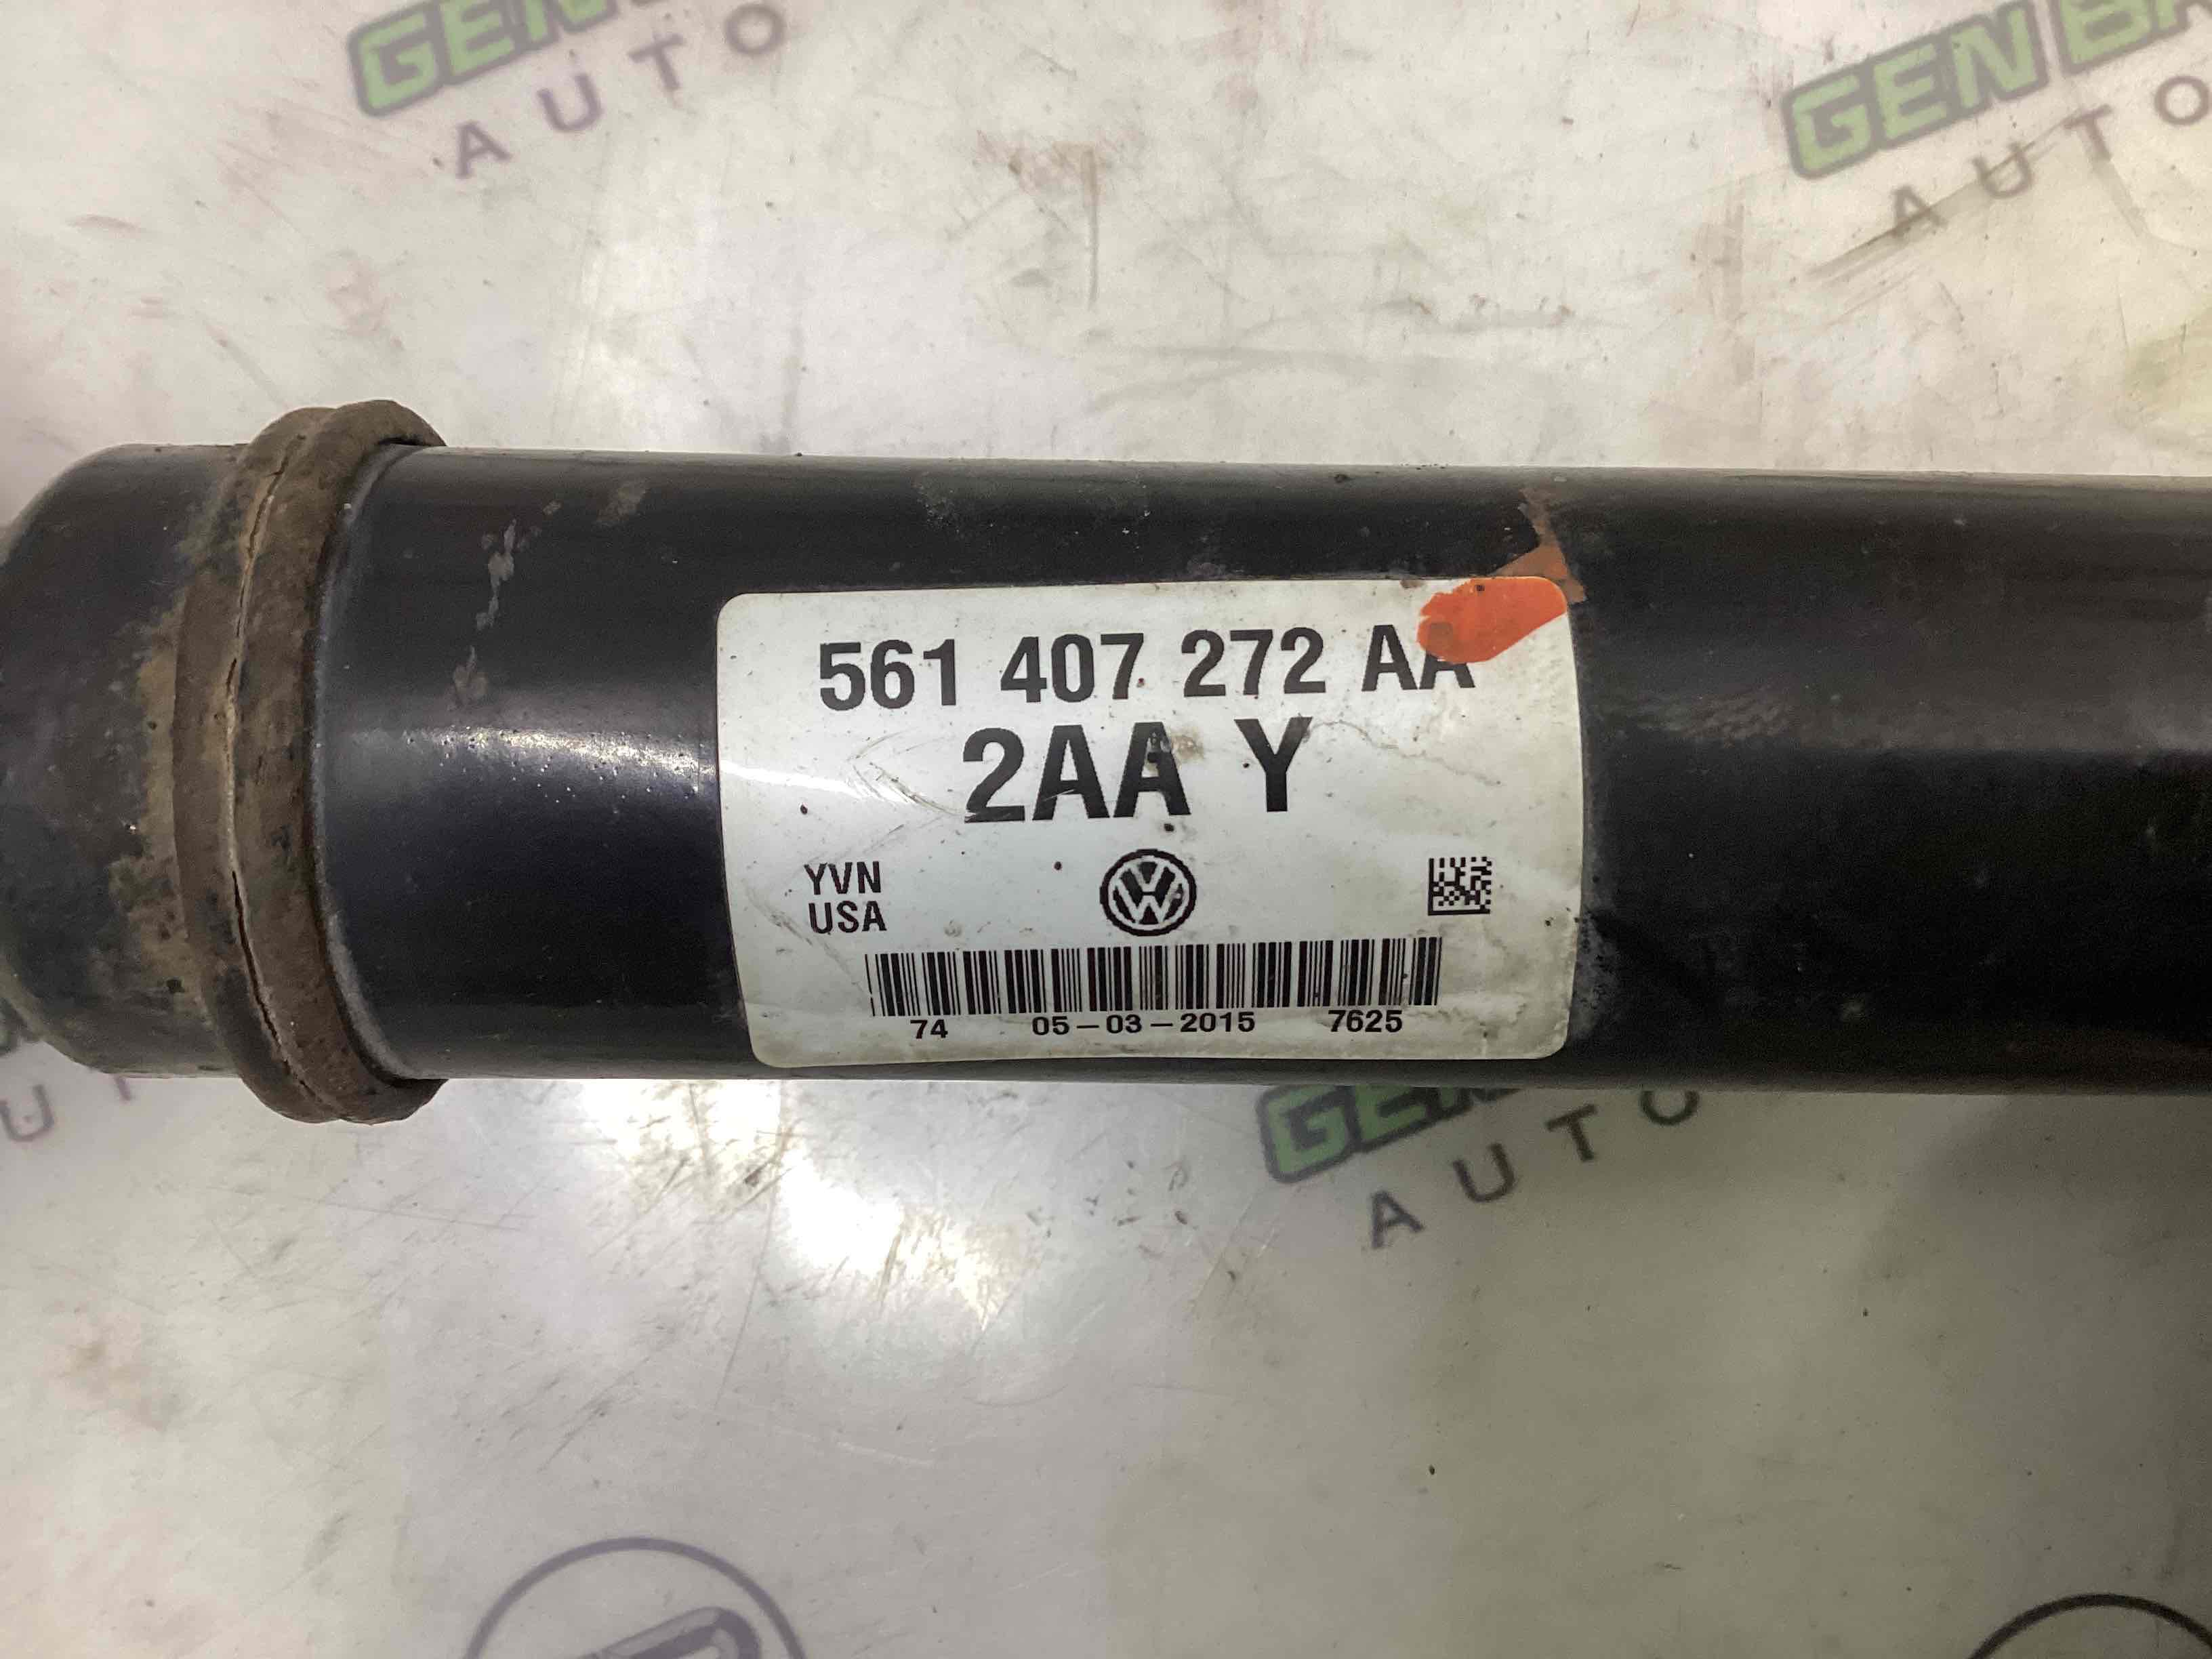 AUTO
AUTO
561 407 272 AA
2AA Y
YVN
USA
74 05-03-2015 7625
AUTO